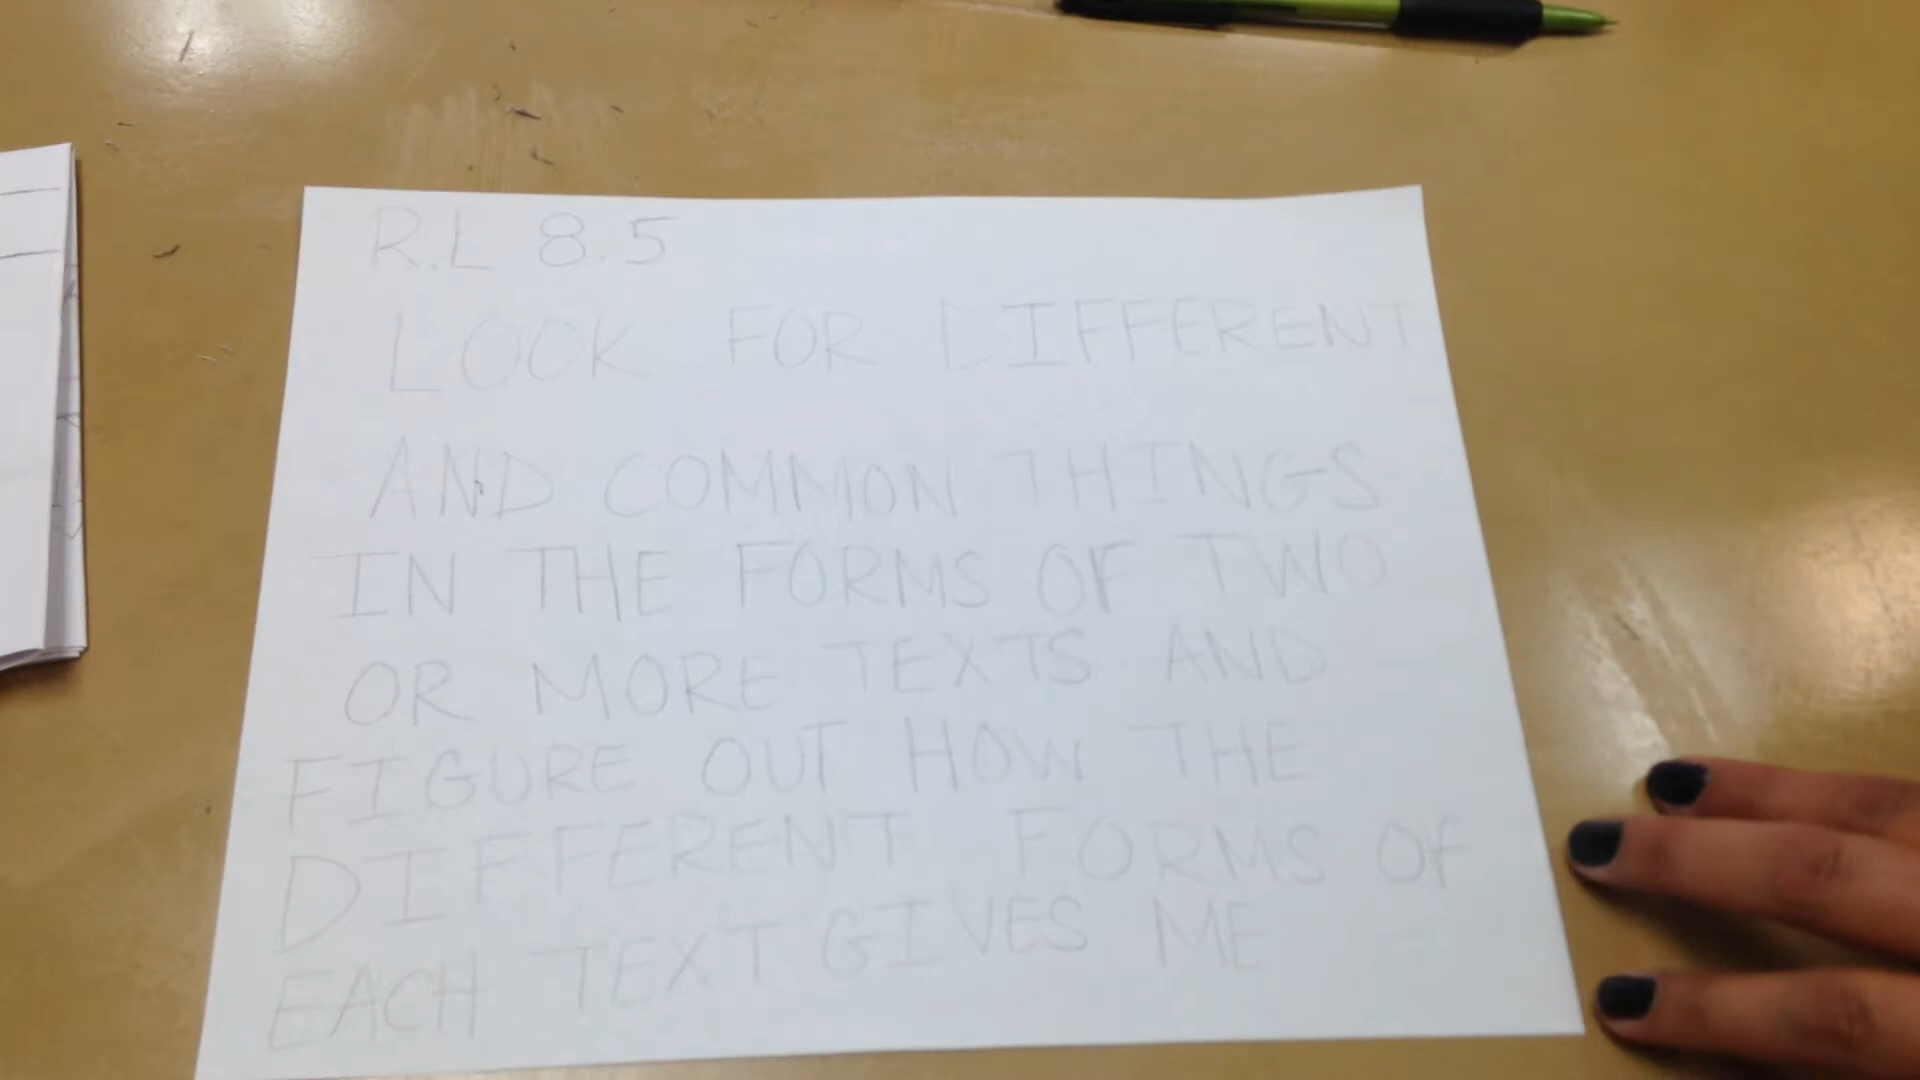 R.L 8.5
LOOK FOR DIFFERENT
AND COMMON THINGS
IN THE FORMS OF TWO
OR MORE TEXTS AND
FIGURE OUT HOW THE
DIFFERENT FORMS OF
EACH TEXT GIVES ME